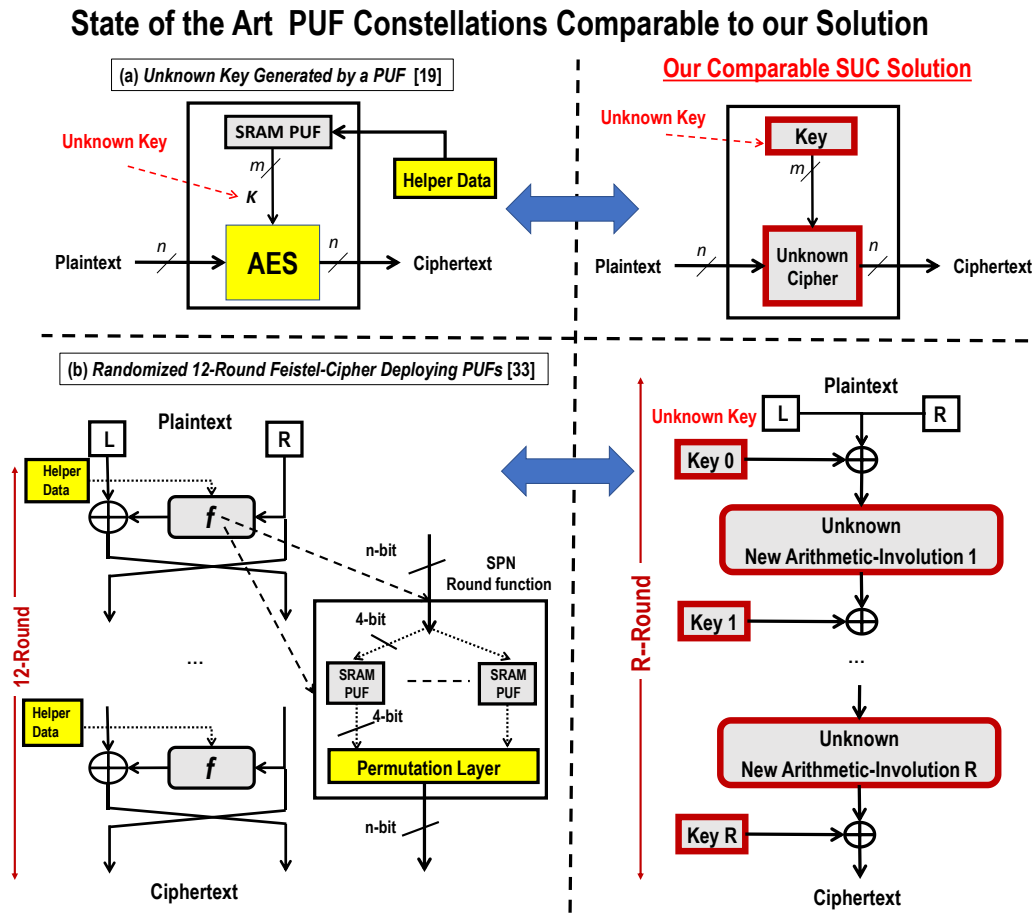 State of the Art PUF Constellations Comparable to our Solution
(a) Unknown Key Generated by a PUF [19]
Unknown Key
SRAM PUF
m
K
Helper Data
n
Plaintext
AES
n
Ciphertext
Our Comparable SUC Solution
Unknown Key
Key
m
n
Plaintext
Unknown
Cipher
n
Ciphertext
(b) Randomized 12-Round Feistel-Cipher Deploying PUFs [33]
Plaintext
L
R
Helper
Data
f
12-Round
...
Helper
Data
f
Ciphertext
n-bit
SPN
Round function
4-bit
SRAM
PUF
SRAM
PUF
4-bit
Permutation Layer
n-bit
Plaintext
Unknown Key
L
R
Key 0
Unknown
New Arithmetic-Involution 1
Key 1
R--Round
...
Unknown
New Arithmetic-Involution R
Key R
Ciphertext